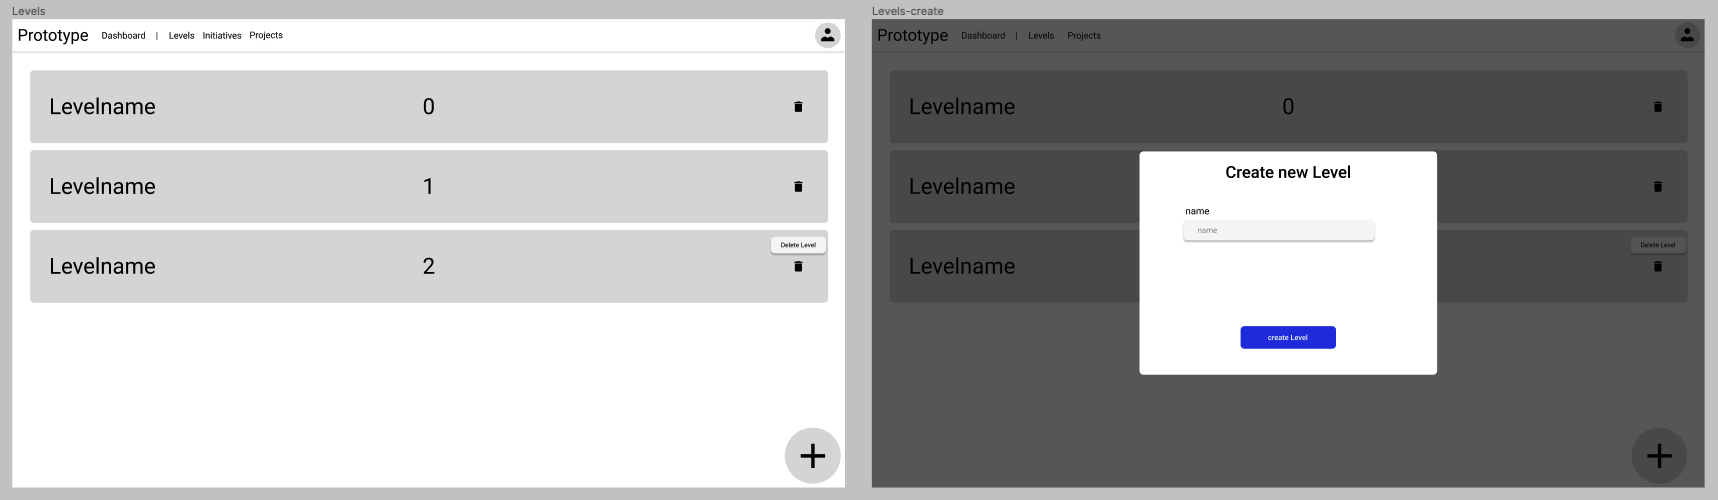 Levels
Prototype Dashboard | Levels Initiatives Projects
Levelname 0
Levelname 1
Delete Level
Levelname 2
Levels-create
Prototype Dashboard | Levels Projects
Levelname 0
Levelname
Delete Level
Levelname
Create new Level
name
name
create Level